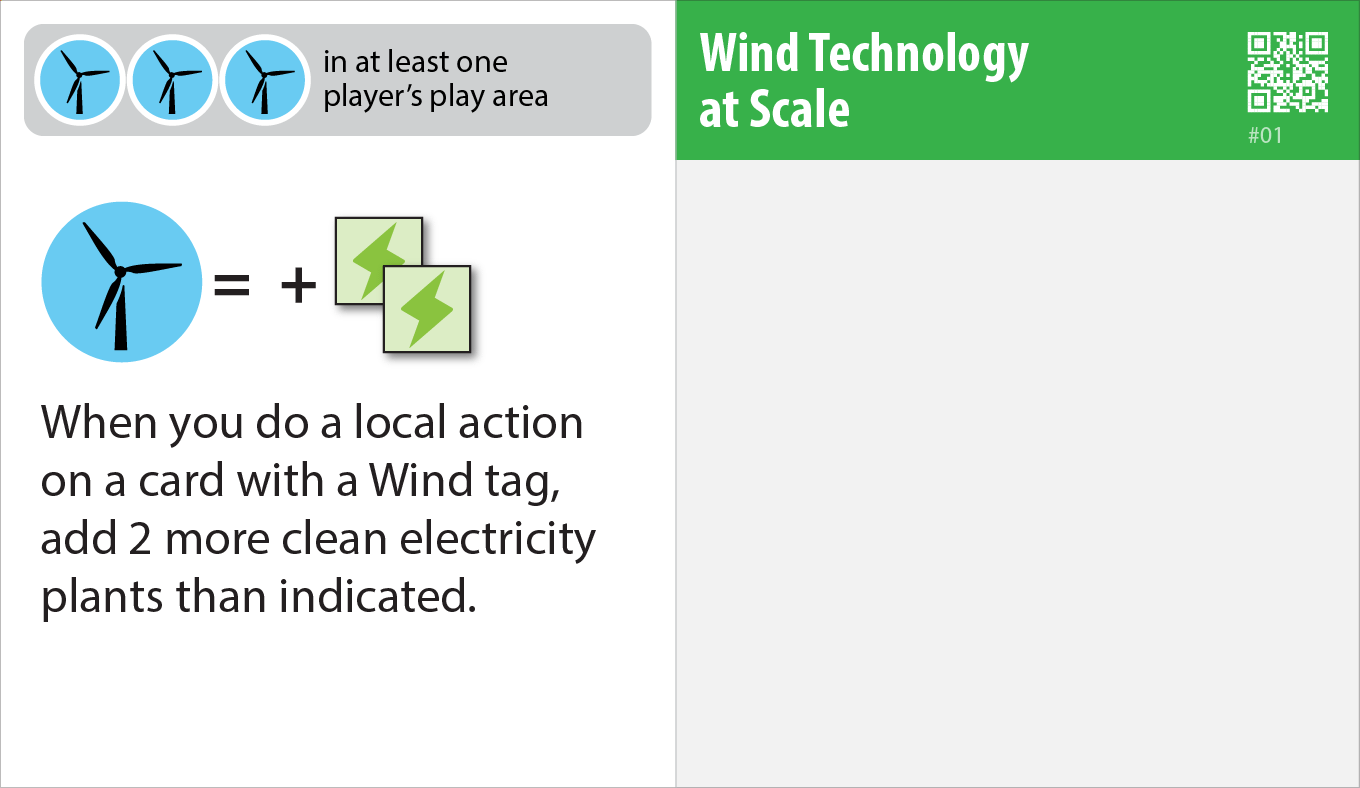 in at least one
player’s play area
Wind Technology
at Scale
#01
= +
When you do a local action
on a card with a Wind tag,
add 2 more clean electricity
plants than indicated.